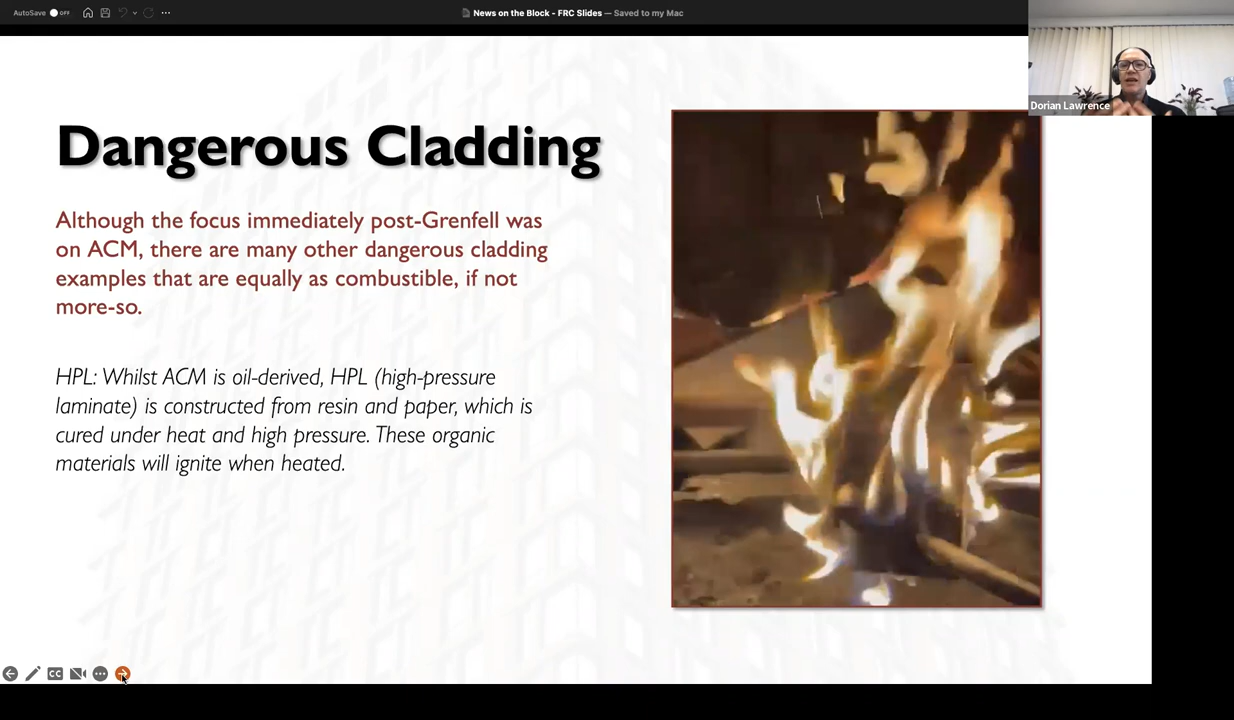 AutoSave OFF
News on the Block - FRC Slides — Saved to my Mac
Dorian Lawrence
Dangerous Cladding
Although the focus immediately post-Grenfell was
on ACM, there are many other dangerous cladding
examples that are equally as combustible, if not
more-so.
HPL: Whilst ACM is oil-derived, HPL (high-pressure
laminate) is constructed from resin and paper, which is
cured under heat and high pressure. These organic
materials will ignite when heated.
CC